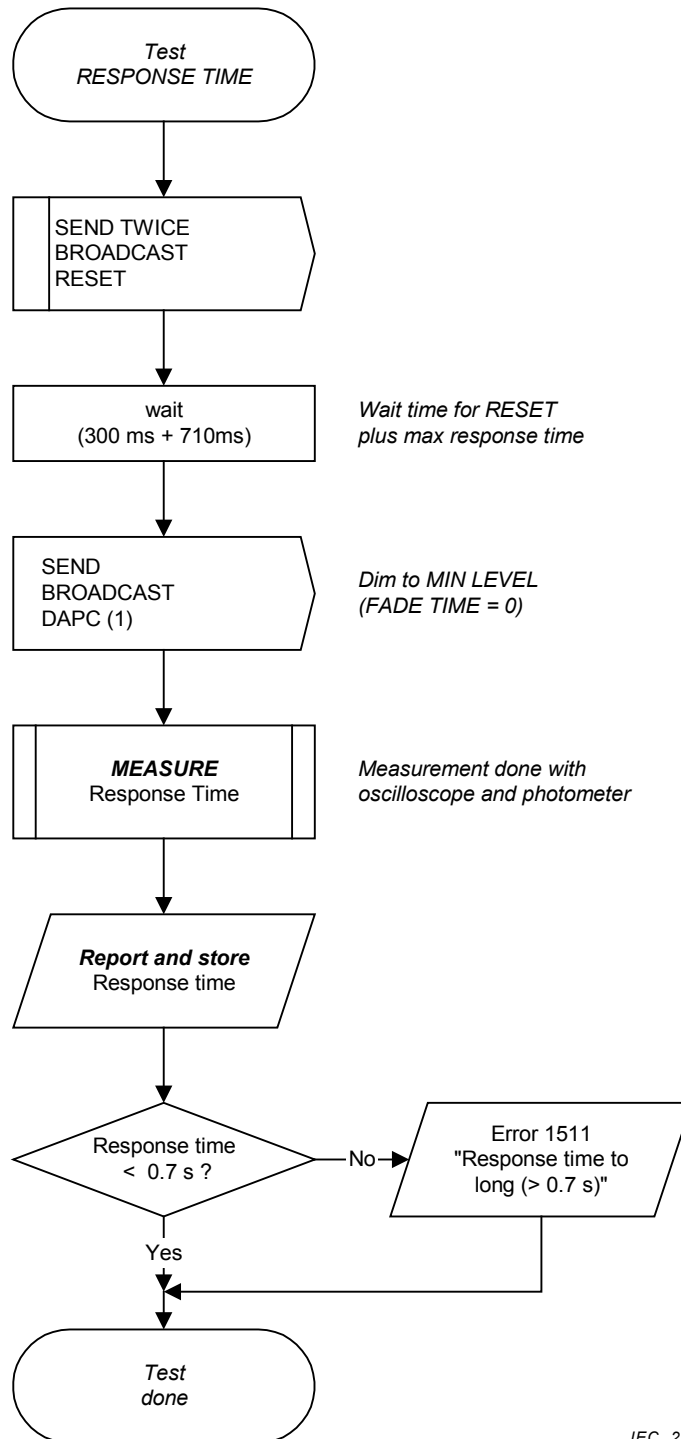 Test
RESPONSE TIME
SEND TWICE
BROADCAST
RESET
wait
(300 ms + 710ms)
Wait time for RESET
plus max response time
SEND
BROADCAST
DAPC (1)
Dim to MIN LEVEL
(FADE TIME = 0)
MEASURE
Response Time
Measurement done with
oscilloscope and photometer
Report and store
Response time
Response time
< 0.7 s ?
No
Error 1511
"Response time to
long (> 0.7 s)"
Yes
Test
done
IEC 2